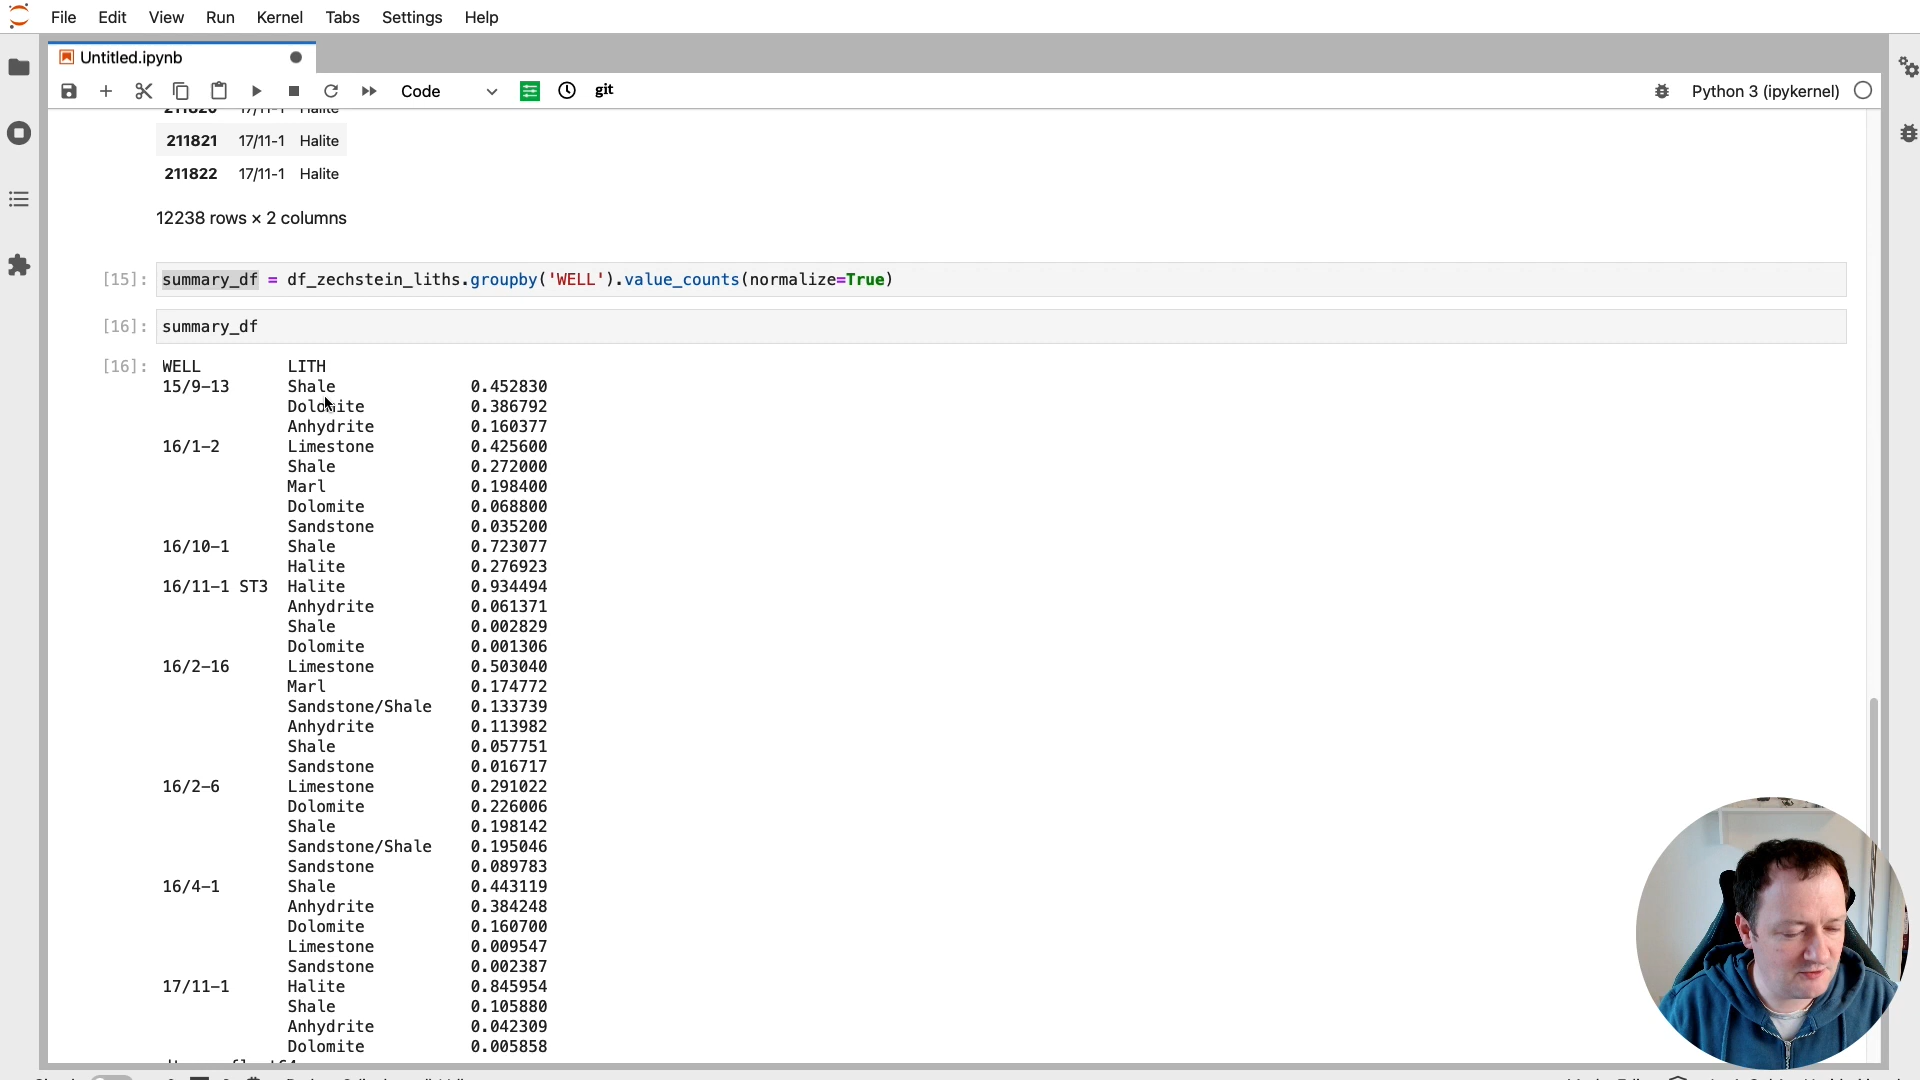 File Edit View Run Kernel Tabs Settings Help
Untitled.ipynb
Code git Python 3 (ipykernel)
211820 17/11-1 Halite
211821 17/11-1 Halite
211822 17/11-1 Halite
12238 rows × 2 columns
[15]: summary_df = df_zechstein_liths.groupby('WELL').value_counts(normalize=True)
[16]: summary_df
[16]: WELL LITH
15/9-13 Shale 0.452830
Dolomite 0.386792
Anhydrite 0.160377
16/1-2 Limestone 0.425600
Shale 0.272000
Marl 0.198400
Dolomite 0.068800
Sandstone 0.035200
16/10-1 Shale 0.723077
Halite 0.276923
16/11-1 ST3 Halite 0.934494
Anhydrite 0.061371
Shale 0.002829
Dolomite 0.001306
16/2-16 Limestone 0.503040
Marl 0.174772
Sandstone/Shale 0.133739
Anhydrite 0.113982
Shale 0.057751
Sandstone 0.016717
16/2-6 Limestone 0.291022
Dolomite 0.226006
Shale 0.198142
Sandstone/Shale 0.195046
Sandstone 0.089783
16/4-1 Shale 0.443119
Anhydrite 0.384248
Dolomite 0.160700
Limestone 0.009547
Sandstone 0.002387
17/11-1 Halite 0.845954
Shale 0.105880
Anhydrite 0.042309
Dolomite 0.005858